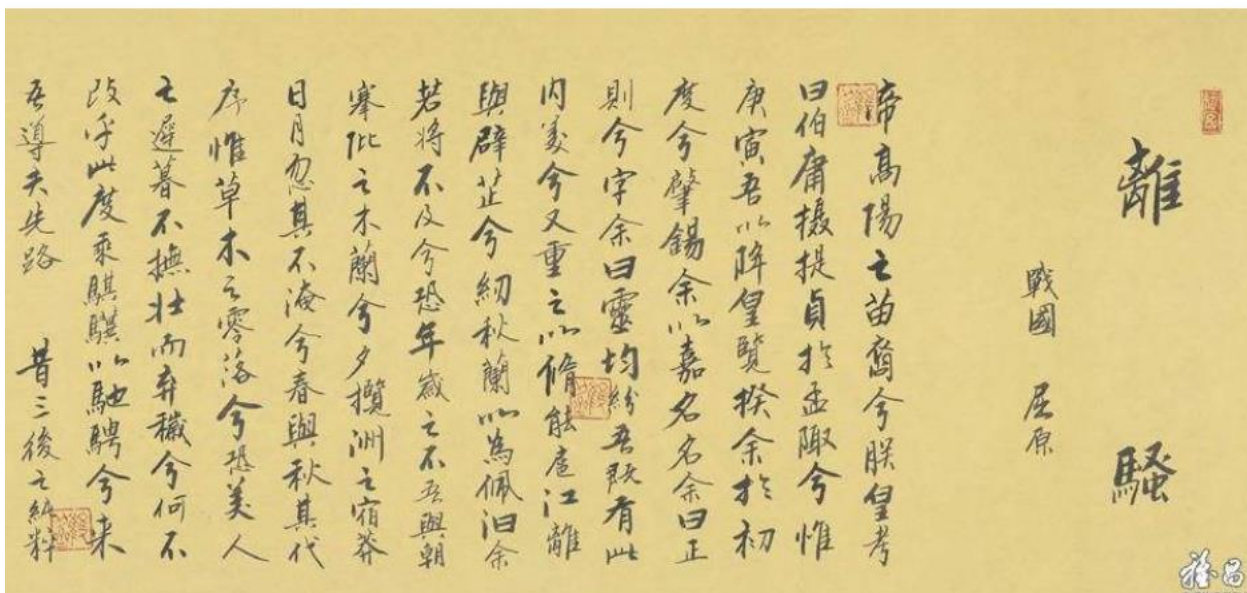 離騷
戰國 屈原
帝高陽之苗裔兮朕皇考
曰伯庸攝提貞於孟陬兮惟
庚寅吾以降皇覽揆余於初
度兮肇錫余以嘉名名余曰正
則兮字余曰靈均紛吾既有此
內美兮又重之以脩能扈江離
與辟芷兮紉秋蘭以為佩汩余
若將不及兮恐年歲之不吾與朝
搴阰之木蘭兮夕攬洲之宿莽
日月忽其不淹兮春與秋其代
序惟草木之零落兮恐美人
之遲暮不撫壯而棄穢兮何不
改乎此度乘騏驥以馳騁兮來
吾導夫先路 昔三後之純粹